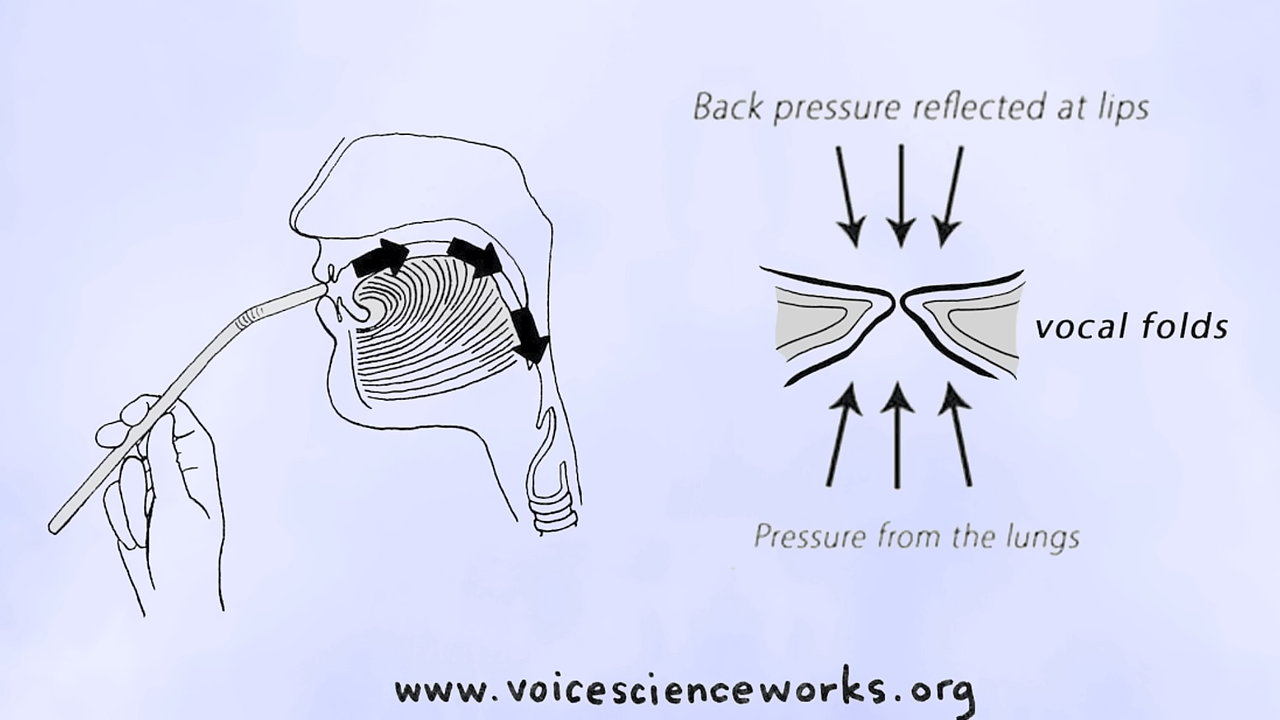 Back pressure reflected at lips
vocal folds
Pressure from the lungs
www.voicescienceworks.org